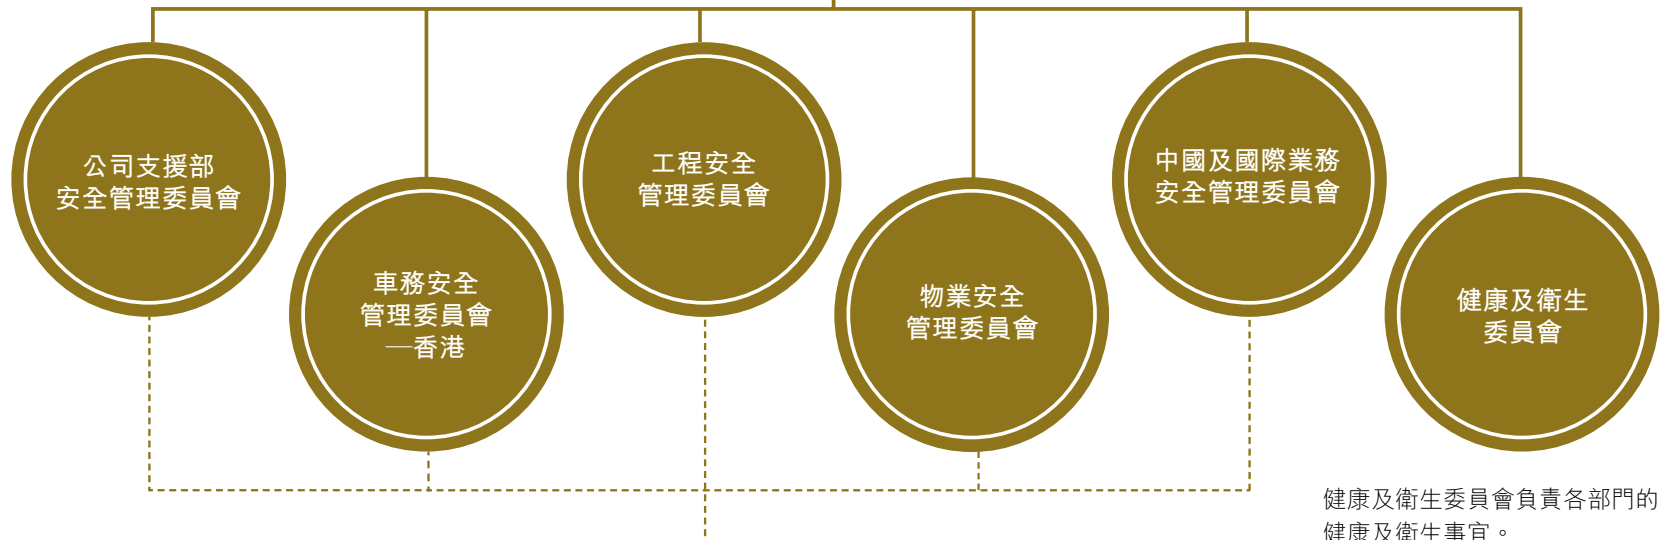 公司支援部
安全管理委員會
車務安全
管理委員會
—香港
工程安全
管理委員會
物業安全
管理委員會
中國及國際業務
安全管理委員會
健康及衛生
委員會
健康及衛生委員會負責各部門的
健康及衛生事宜。